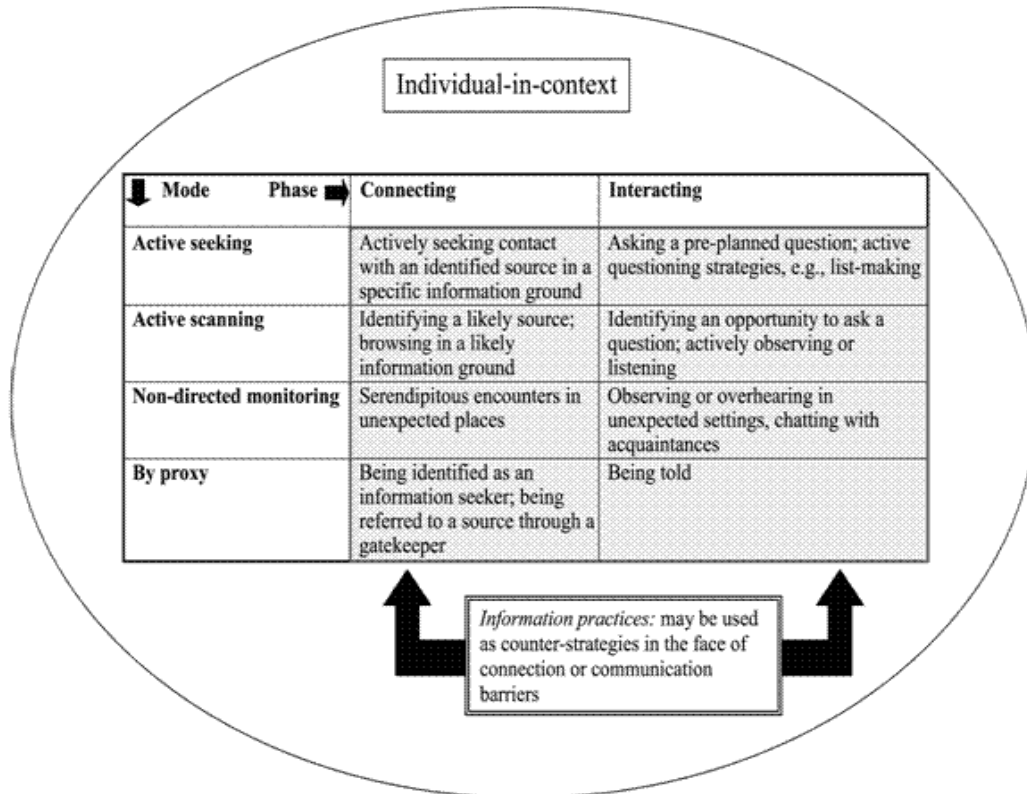 Individual-in-context
Mode Phase Connecting Interacting
Active seeking
Actively seeking contact
with an identified source in a
specific information ground
Asking a pre-planned question; active
questioning strategies, e.g., list-making
Active scanning
Identifying a likely source;
browsing in a likely
information ground
Identifying an opportunity to ask a
question; actively observing or
listening
Non-directed monitoring
Serendipitous encounters in
unexpected places
Observing or overhearing in
unexpected settings, chatting with
acquaintances
By proxy
Being identified as an
information seeker; being
referred to a source through a
gatekeeper
Being told
Information practices: may be used
as counter-strategies in the face of
connection or communication
barriers